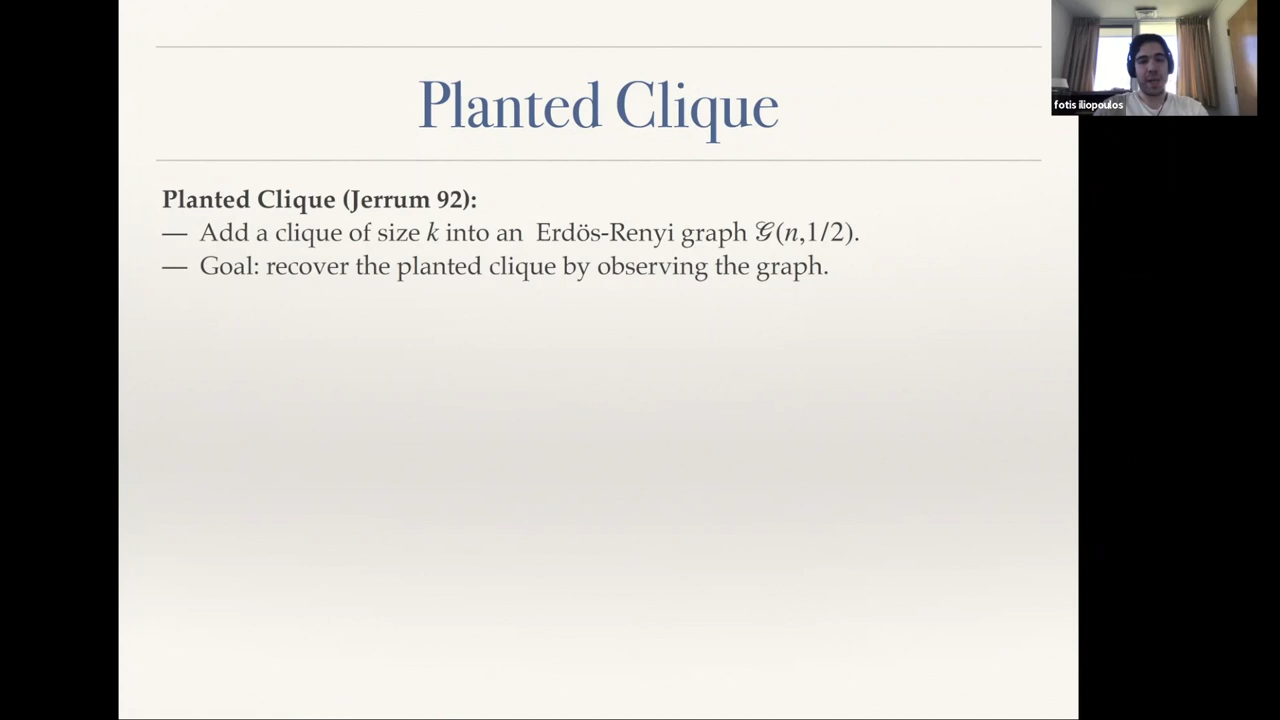 Planted Clique
fotis iliopoulos
Planted Clique (Jerrum 92):
— Add a clique of size k into an Erdös-Renyi graph 𝒢(n,1/2).
— Goal: recover the planted clique by observing the graph.